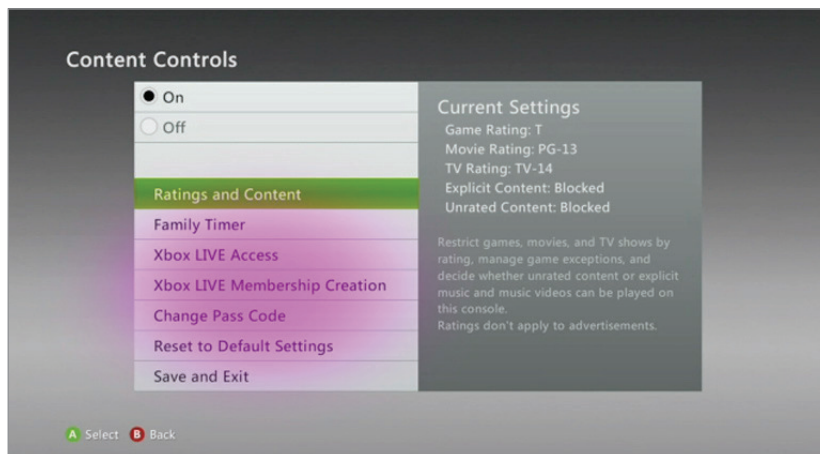 Content Controls
On
Off
Ratings and Content
Family Timer
Xbox LIVE Access
Xbox LIVE Membership Creation
Change Pass Code
Reset to Default Settings
Save and Exit
Current Settings
Game Rating: T
Movie Rating: PG-13
TV Rating: TV-14
Explicit Content: Blocked
Unrated Content: Blocked
Restrict games, movies, and TV shows by
rating, manage game exceptions, and
decide whether unrated content or explicit
music and music videos can be played on
this console.
Ratings don't apply to advertisements.
A Select B Back